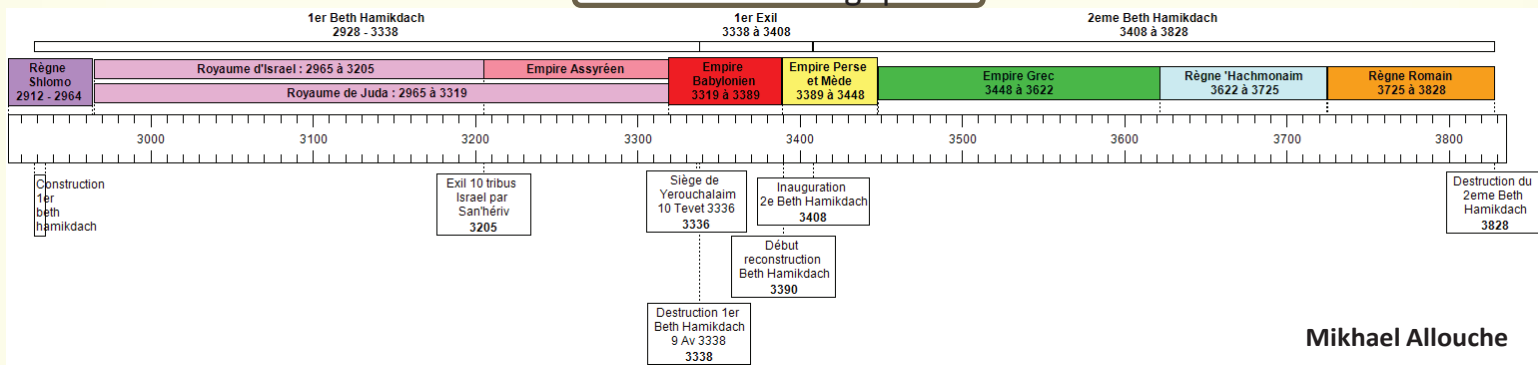 1er Beth Hamikdach
2928 - 3338
1er Exil
3338 à 3408
2eme Beth Hamikdach
3408 à 3828
Règne
Shlomo
2912 - 2964
Royaume d'Israel : 2965 à 3205
Empire Assyréen
Royaume de Juda : 2965 à 3319
Empire
Babylonien
3319 à 3389
Empire Perse
et Mède
3389 à 3448
Empire Grec
3448 à 3622
Règne 'Hachmonaim
3622 à 3725
Règne Romain
3725 à 3828
3000
3100
3200
3300
3400
3500
3600
3700
3800
Construction
1er
beth
hamikdach
Exil 10 tribus
Israel par
San'hériv
3205
Siège de
Yerouchalaim
10 Tevet 3336
3336
Inauguration
2e Beth Hamikdach
3408
Destruction du
2eme Beth
Hamikdach
3828
Début
reconstruction
Beth Hamikdach
3390
Destruction 1er
Beth Hamikdach
9 Av 3338
3338
Mikhael Allouche